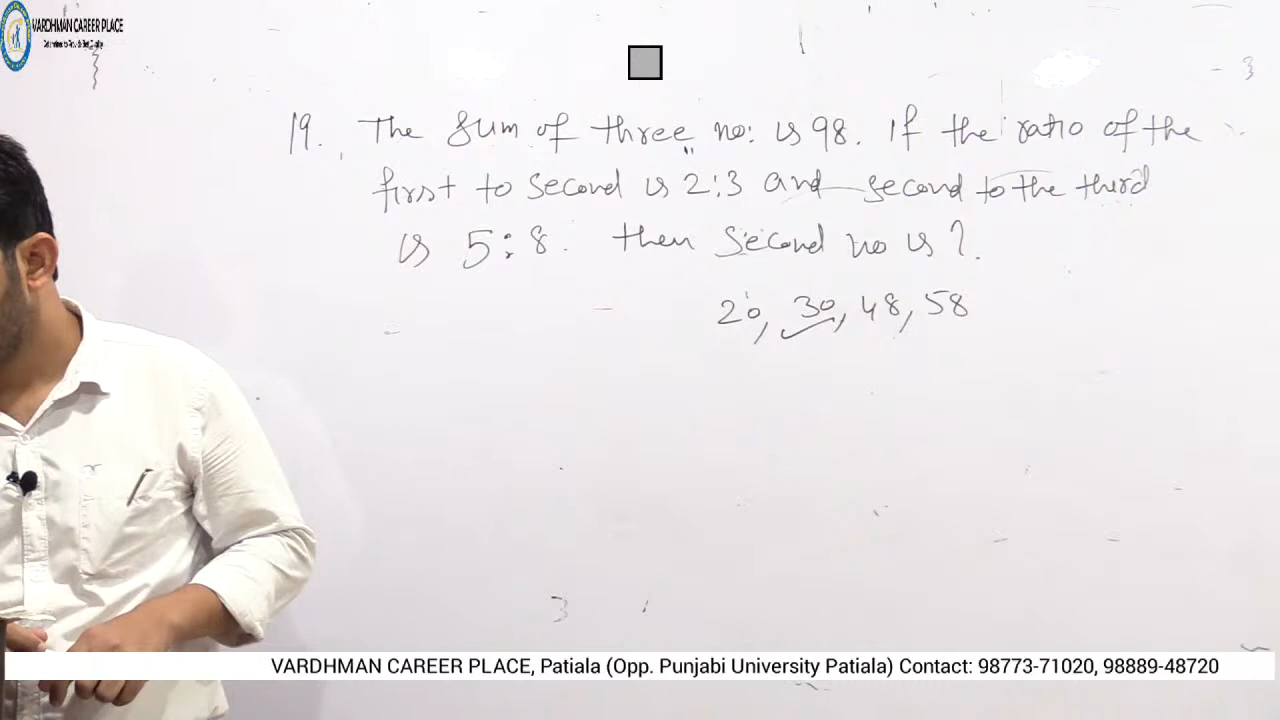 VARDHMAN CAREER PLACE
19. The sum of three no: is 98. If the ratio of the
first to second is 2:3 and second to the third
is 5:8. then second no is ?.
20, 30, 48, 58
VARDHMAN CAREER PLACE, Patiala (Opp. Punjabi University Patiala) Contact: 98773-71020, 98889-48720